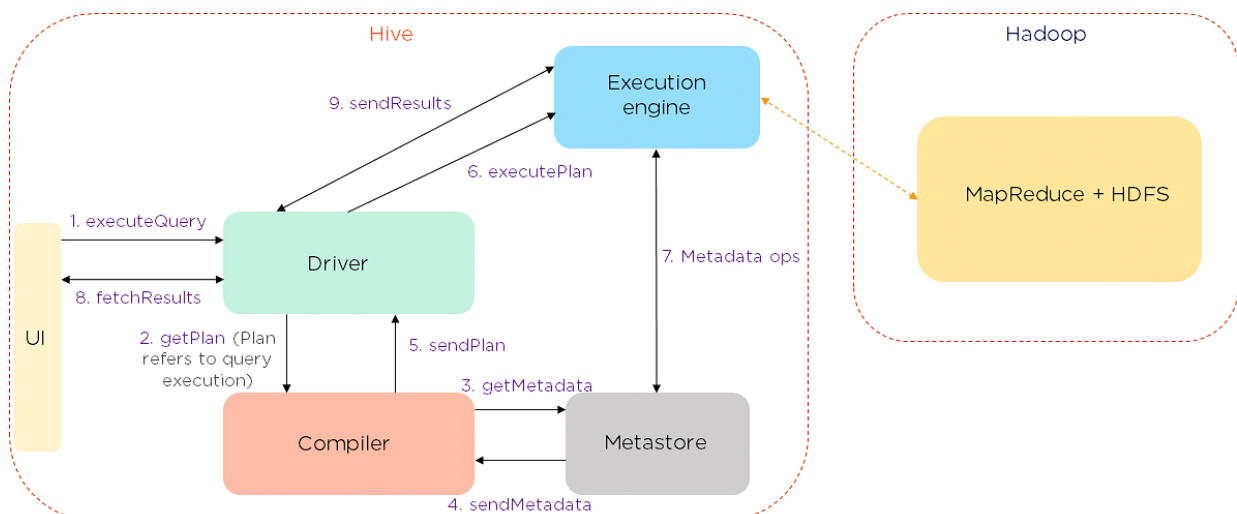 Hive
Hadoop
Execution
engine
9. sendResults
6. executePlan
MapReduce + HDFS
1. executeQuery
Driver
7. Metadata ops
8. fetchResults
UI
2. getPlan (Plan
refers to query
execution)
5. sendPlan
3. getMetadata
Compiler
Metastore
4. sendMetadata